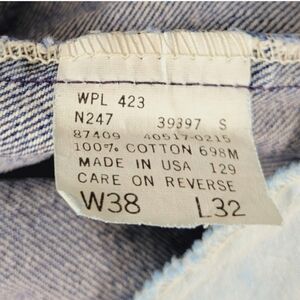 WPL 423
N247 39397 S
87409 40517-0215
100% COTTON 698M
MADE IN USA 129
CARE ON REVERSE
W38 L32